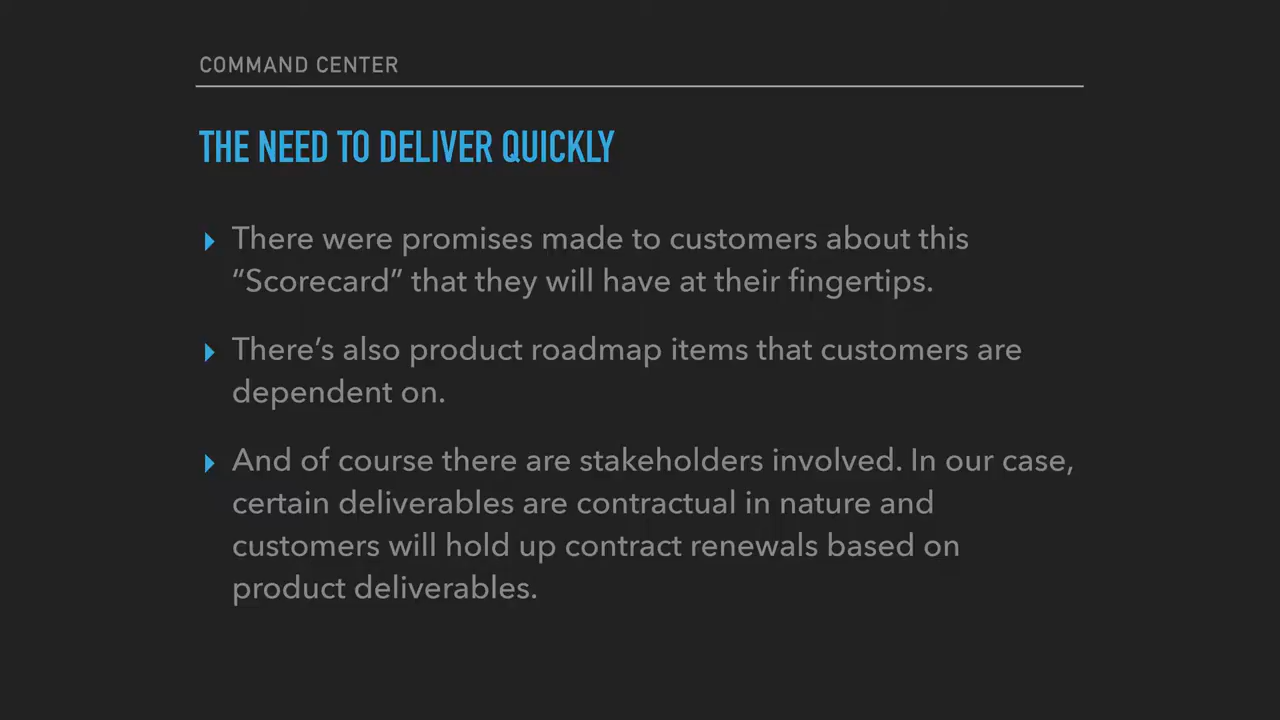 COMMAND CENTER
THE NEED TO DELIVER QUICKLY
▸ There were promises made to customers about this
“Scorecard” that they will have at their fingertips.
▸ There’s also product roadmap items that customers are
dependent on.
▸ And of course there are stakeholders involved. In our case,
certain deliverables are contractual in nature and
customers will hold up contract renewals based on
product deliverables.